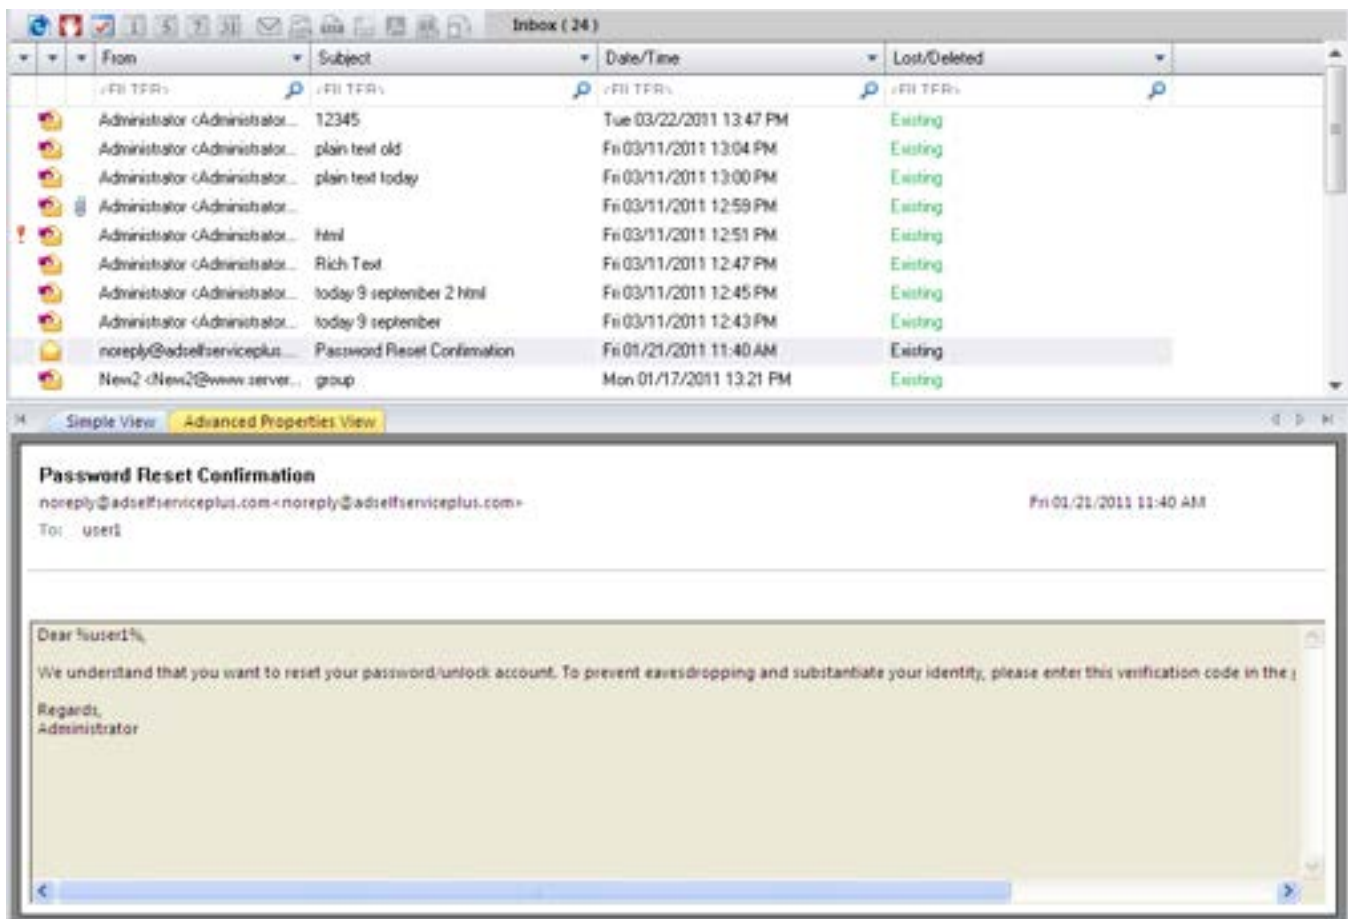 Inbox ( 24 )
From Subject Date/Time Lost/Deleted
<FILTER> <FILTER> <FILTER> <FILTER>
Administrator <Administrator... 12345 Tue 03/22/2011 13:47 PM Existing
Administrator <Administrator... plain text old Fri 03/11/2011 13:04 PM Existing
Administrator <Administrator... plain text today Fri 03/11/2011 13:00 PM Existing
Administrator <Administrator... Fri 03/11/2011 12:59 PM Existing
Administrator <Administrator... html Fri 03/11/2011 12:51 PM Existing
Administrator <Administrator... Rich Text Fri 03/11/2011 12:47 PM Existing
Administrator <Administrator... today 9 september 2 html Fri 03/11/2011 12:45 PM Existing
Administrator <Administrator... today 9 september Fri 03/11/2011 12:43 PM Existing
noreply@adselfserviceplus.... Password Reset Confirmation Fri 01/21/2011 11:40 AM Existing
New2 <New2@www.server... group Mon 01/17/2011 13:21 PM Existing
Simple View Advanced Properties View
Password Reset Confirmation
noreply@adselfserviceplus.com<noreply@adselfserviceplus.com> Fri 01/21/2011 11:40 AM
To: user1
Dear %user1%,
We understand that you want to reset your password/unlock account. To prevent eavesdropping and substantiate your identity, please enter this verification code in the
Regards,
Administrator